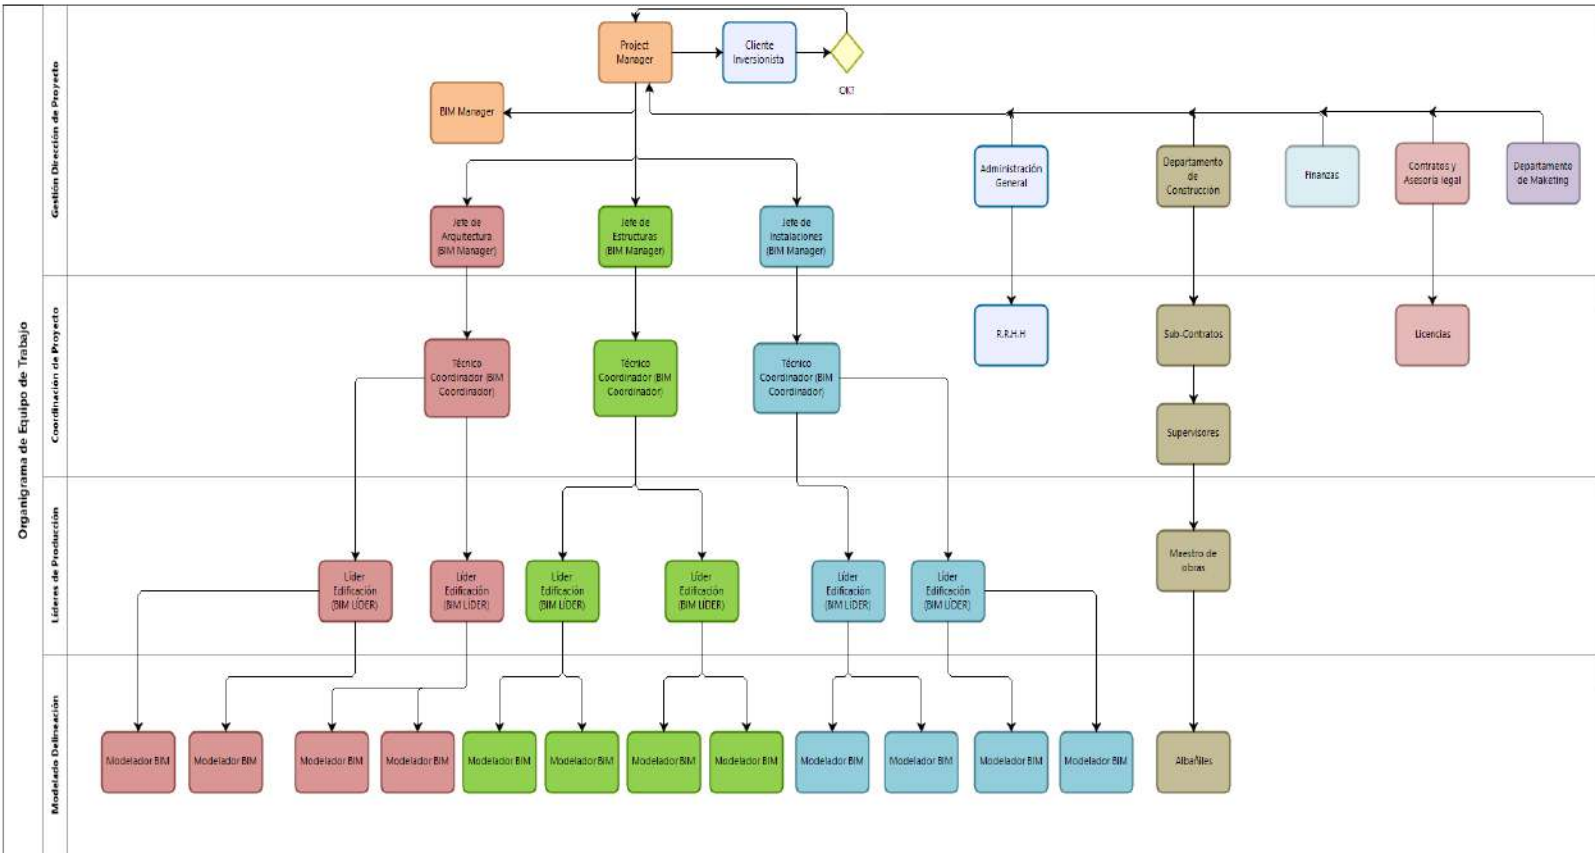 Organigrama de Equipo de Trabajo
Gestión Dirección de Proyecto
Project
Manager
Cliente
Inversionista
BIM Manager
Administración
General
Departamento
de
Construcción
Finanzas
Contratos y
Asesoría legal
Departamento
de Maketing
Jefe de
Arquitectura
(BIM Manager)
Jefe de
Estructuras
(BIM Manager)
Jefe de
Instalaciones
(BIM Manager)
Coordinación de Proyecto
R.R.H.H
Sub-Contratos
Licencias
Técnico
Coordinador (BIM
Coordinador)
Técnico
Coordinador (BIM
Coordinador)
Técnico
Coordinador (BIM
Coordinador)
Supervisores
Líderes de Producción
Maestro de
obras
Líder
Edificación
(BIM LÍDER)
Líder
Edificación
(BIM LÍDER)
Líder
Edificación
(BIM LÍDER)
Líder
Edificación
(BIM LÍDER)
Líder
Edificación
(BIM LÍDER)
Líder
Edificación
(BIM LÍDER)
Modelado Delineación
Modelador BIM
Modelador BIM
Modelador BIM
Modelador BIM
Modelador BIM
Modelador BIM
Modelador BIM
Modelador BIM
Modelador BIM
Modelador BIM
Modelador BIM
Modelador BIM
Albañiles